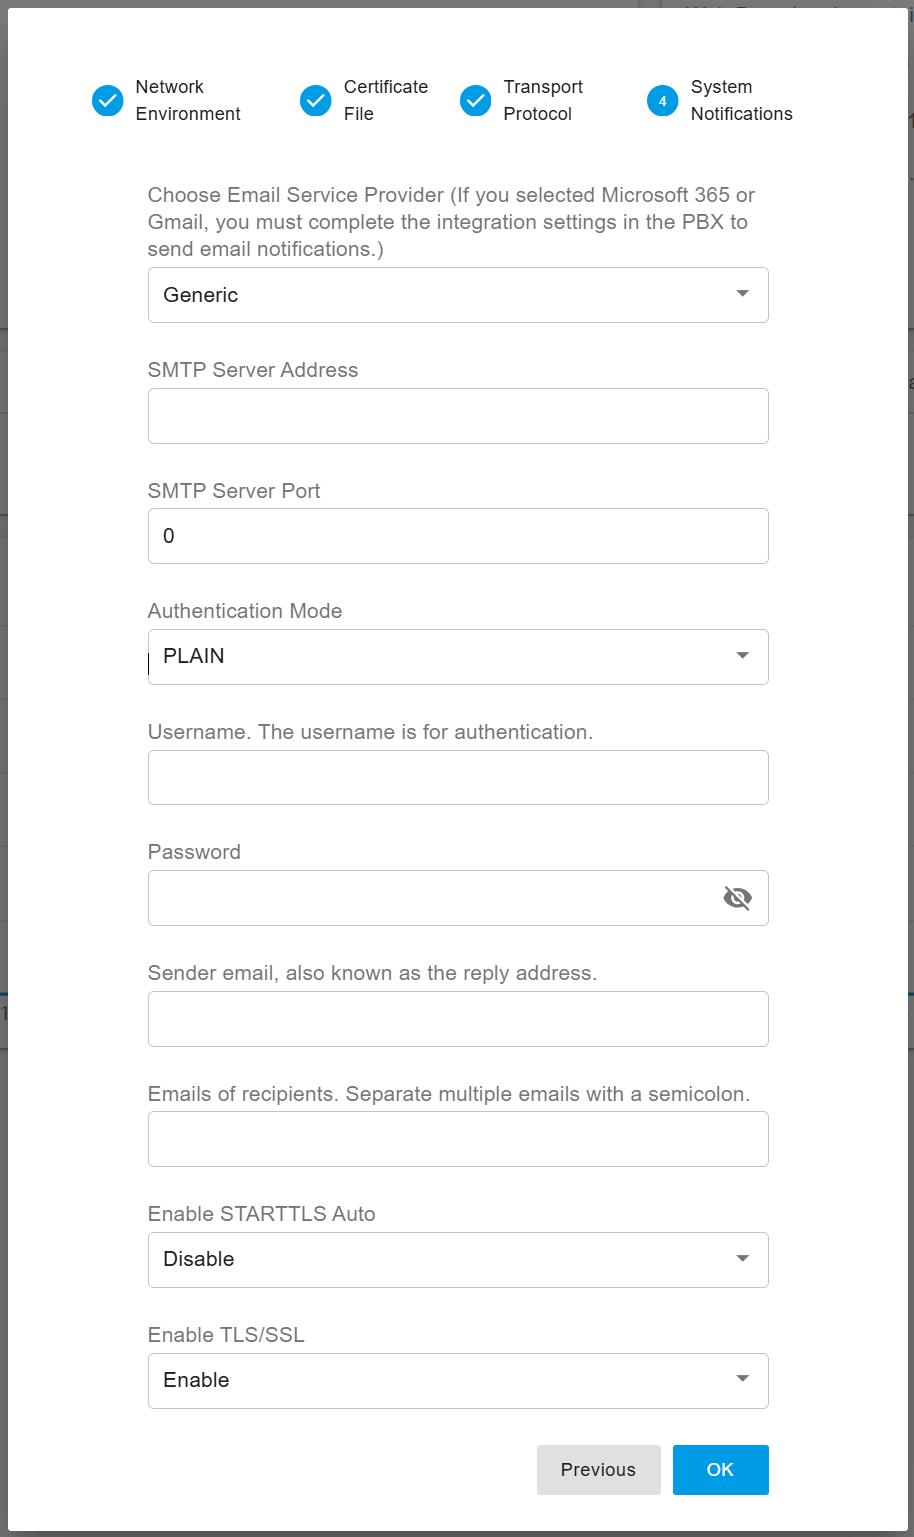 Network
Environment
Certificate
File
Transport
Protocol
4
System
Notifications
Choose Email Service Provider (If you selected Microsoft 365 or
Gmail, you must complete the integration settings in the PBX to
send email notifications.)
Generic
SMTP Server Address
SMTP Server Port
0
Authentication Mode
PLAIN
Username. The username is for authentication.
Password
Sender email, also known as the reply address.
Emails of recipients. Separate multiple emails with a semicolon.
Enable STARTTLS Auto
Disable
Enable TLS/SSL
Enable
Previous
OK